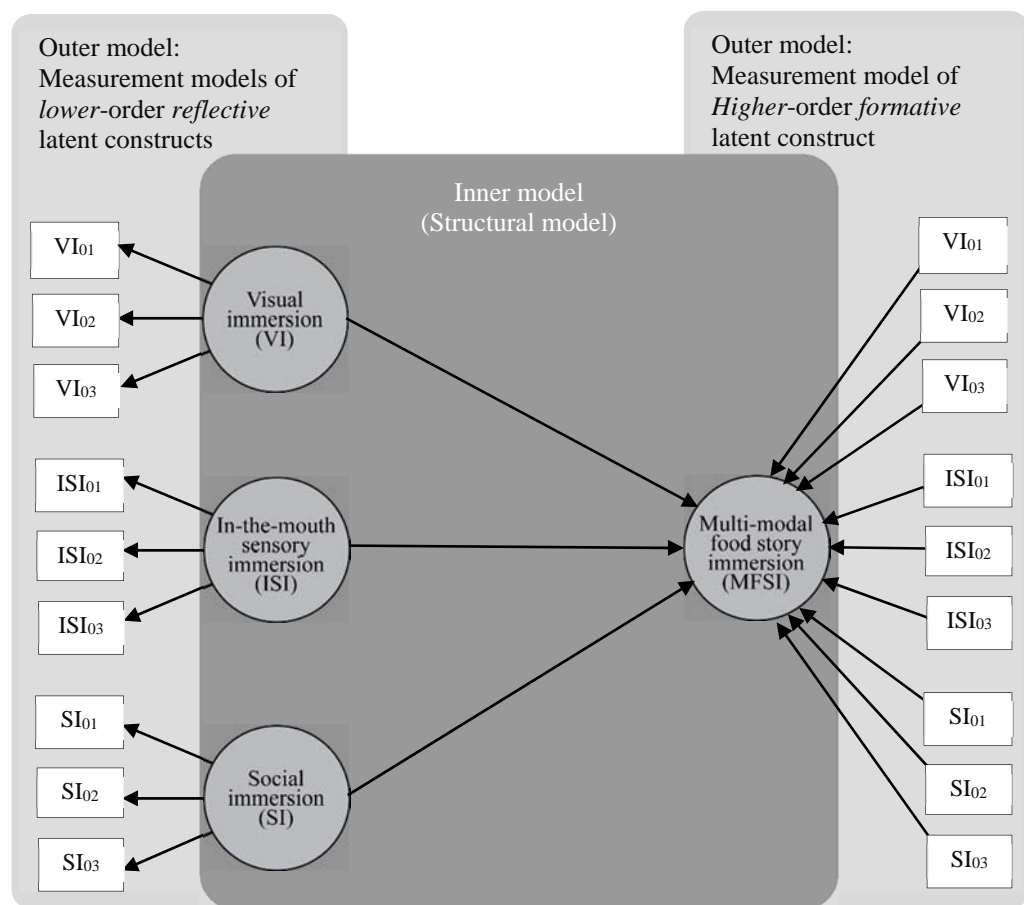 Outer model:
Measurement models of
lower-order reflective
latent constructs
Outer model:
Measurement model of
Higher-order formative
latent construct
Inner model
(Structural model)
VI01
VI02
VI03
ISI01
ISI02
ISI03
SI01
SI02
SI03
Visual
immersion
(VI)
In-the-mouth
sensory
immersion
(ISI)
Social
immersion
(SI)
Multi-modal
food story
immersion
(MFSI)
VI01
VI02
VI03
ISI01
ISI02
ISI03
SI01
SI02
SI03